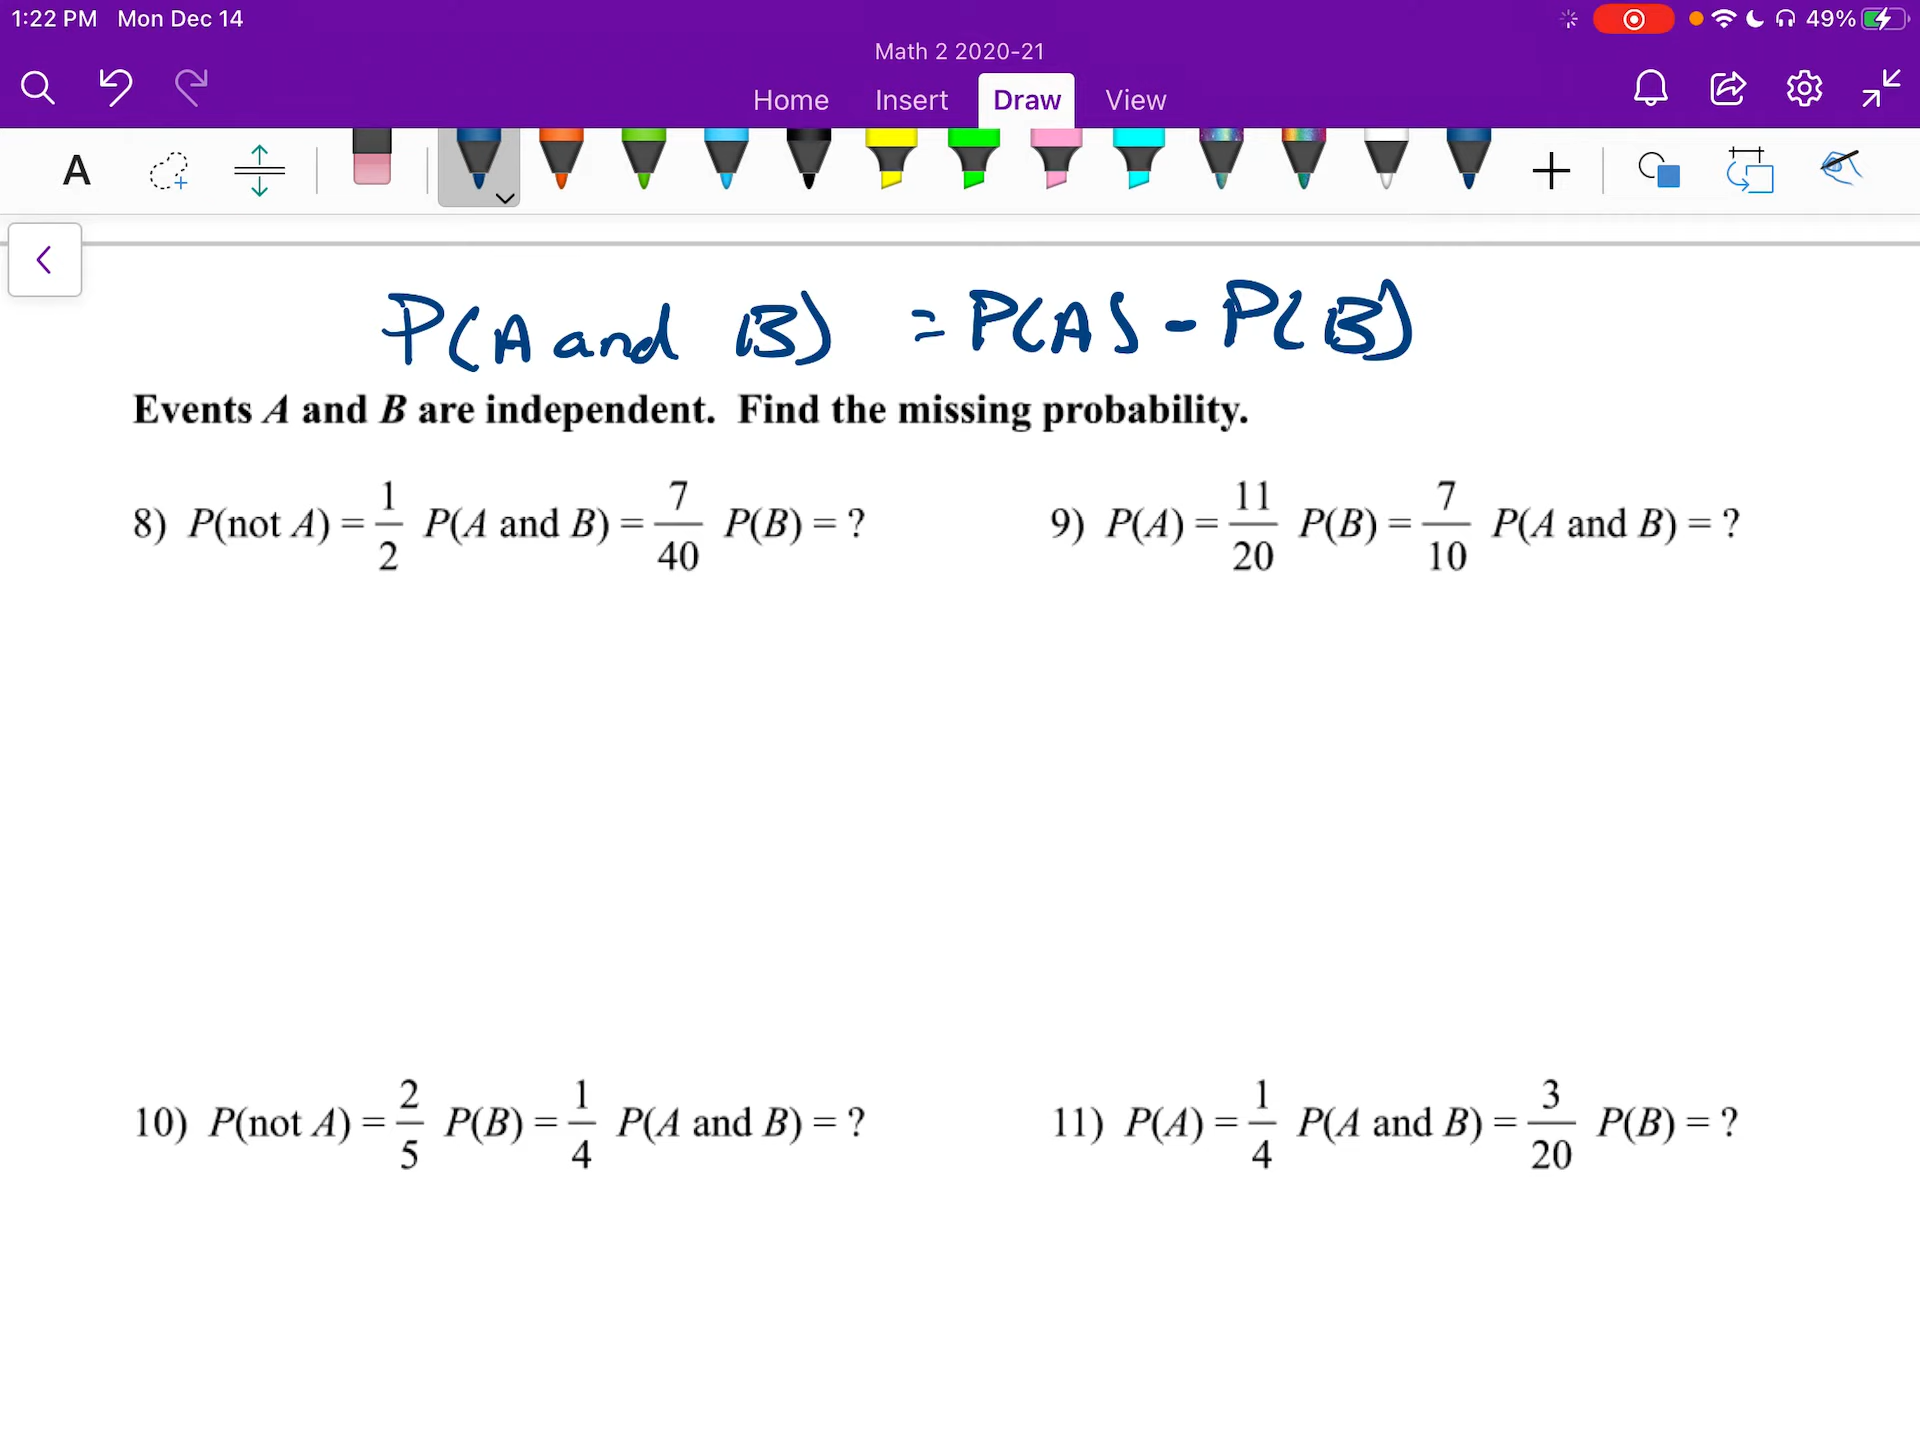 1:22 PM Mon Dec 14
49%
Math 2 2020-21
Home Insert Draw View
A
P(A and B) = P(A) - P(B)
Events A and B are independent. Find the missing probability.
8) P(not A) = 1/2 P(A and B) = 7/40 P(B) = ?
9) P(A) = 11/20 P(B) = 7/10 P(A and B) = ?
10) P(not A) = 2/5 P(B) = 1/4 P(A and B) = ?
11) P(A) = 1/4 P(A and B) = 3/20 P(B) = ?